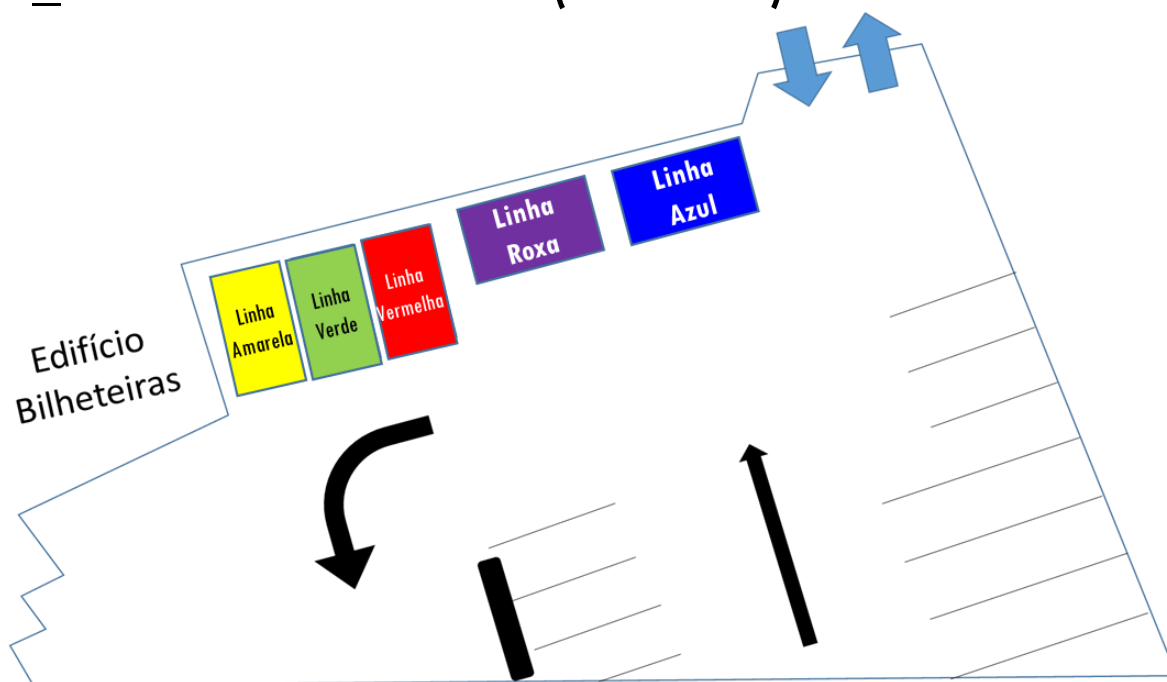 Linha
Azul
Linha
Roxa
Linha
Vermelha
Linha
Verde
Linha
Amarela
Edifício
Bilheteiras